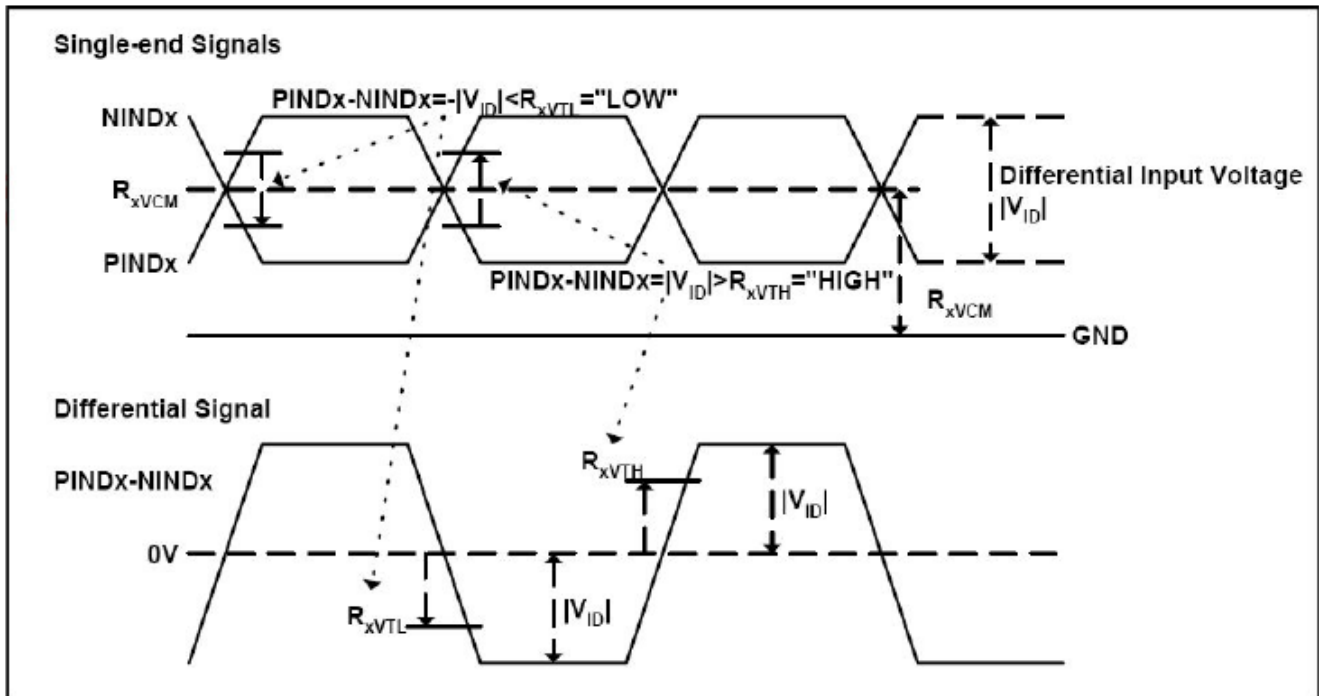 Single-end Signals
PINDx-NINDx=-|VID|<RxVTL="LOW"
NINDx
RxVCM
Differential Input Voltage
|VID|
PINDx
PINDx-NINDx=|VID|>RxVTH="HIGH"
RxVCM
GND
Differential Signal
RxVTH
PINDx-NINDx
|VID|
0V
RxVTL
|VID|